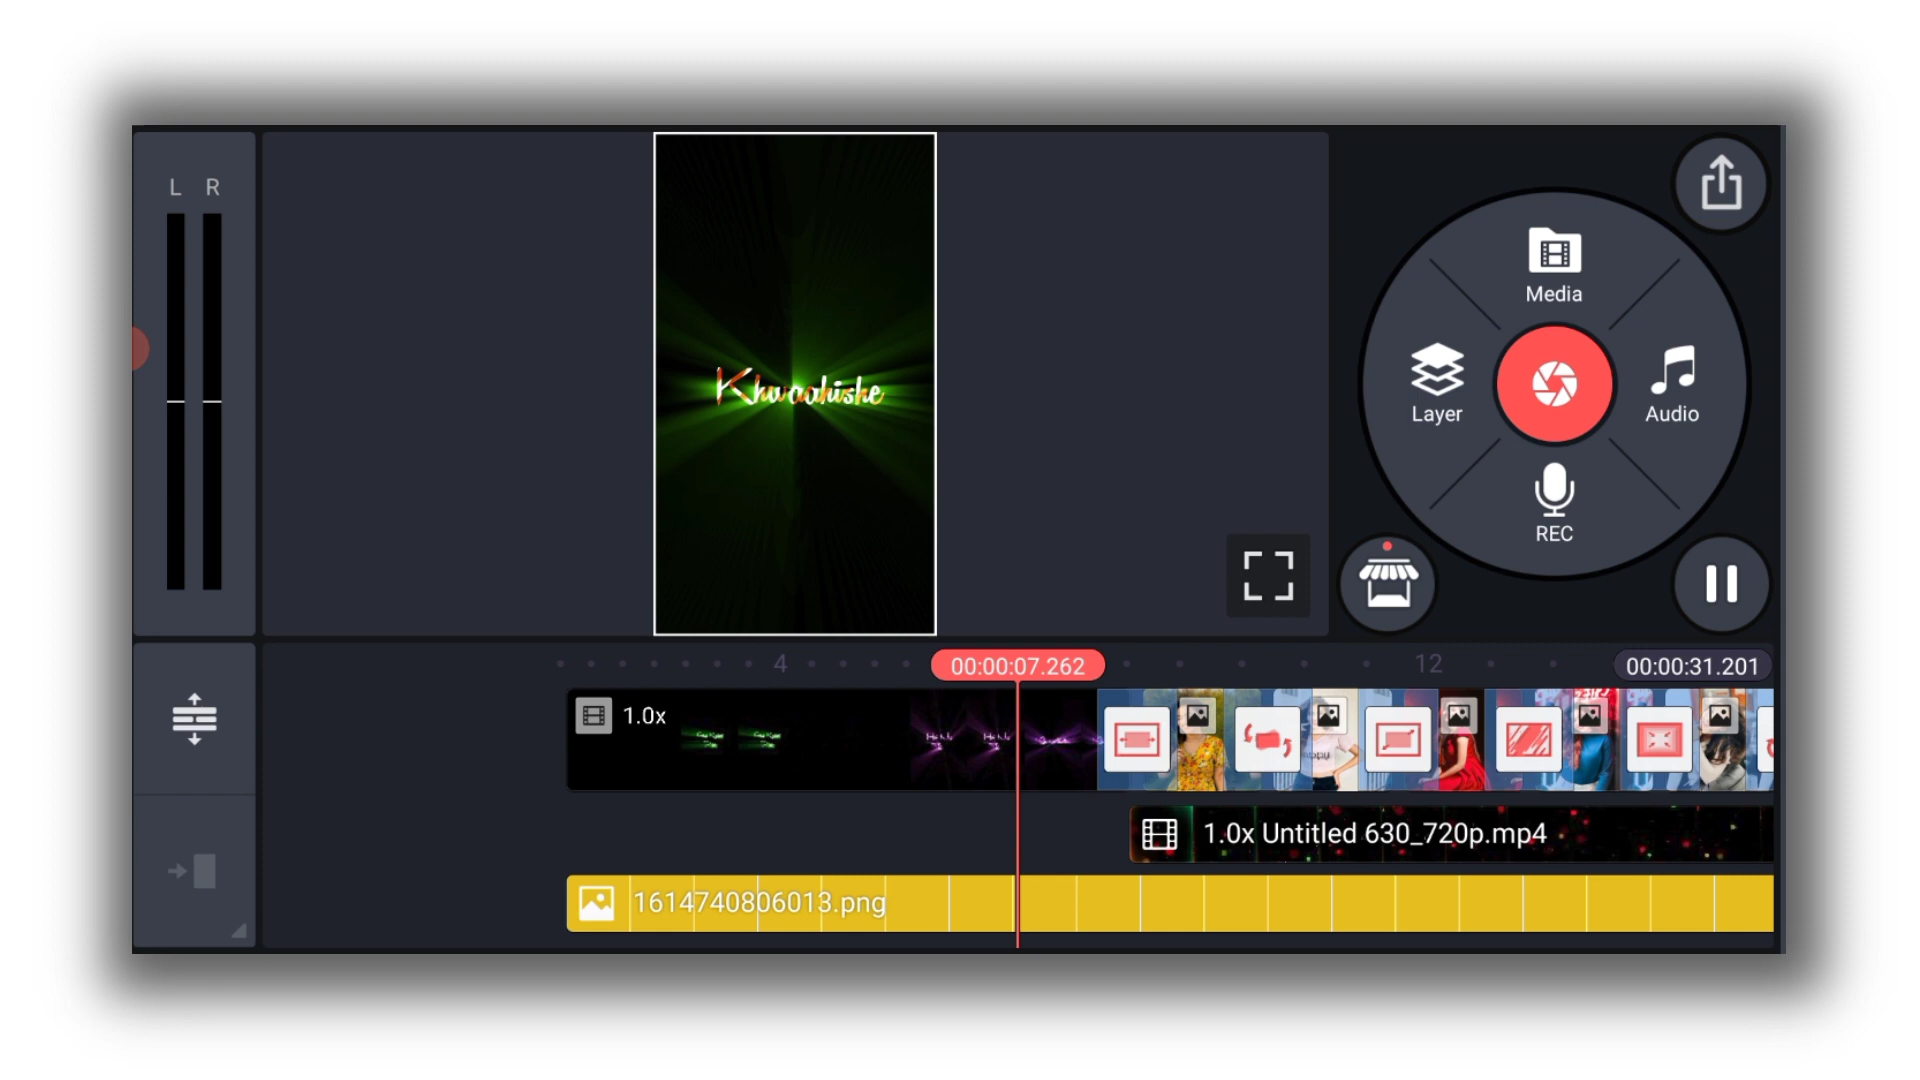 L R
Khwaahishe
Media
Layer
Audio
REC
4
00:00:07.262
12
00:00:31.201
1.0x
1.0x Untitled 630_720p.mp4
1614740806013.png